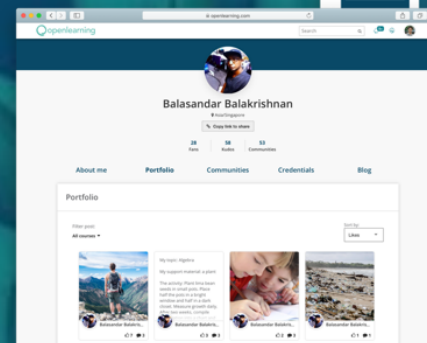 openlearning.com
openlearning
Search
Balasandar Balakrishnan
Asia/Singapore
Copy link to share
28 58 53
Fans Kudos Communities
About me Portfolio Communities Credentials Blog
Portfolio
Filter post:
All courses
Sort by:
Likes
My topic: Algebra
My support material: a plant
The activity: Plant lima bean
seeds in small pots. Place
half the pots in a bright
window and half in a dark
closet. Measure growth daily.
After two weeks, compile
Balasandar Balakris...
Balasandar Balakris...
Balasandar Balakris...
Balasandar Balakris...